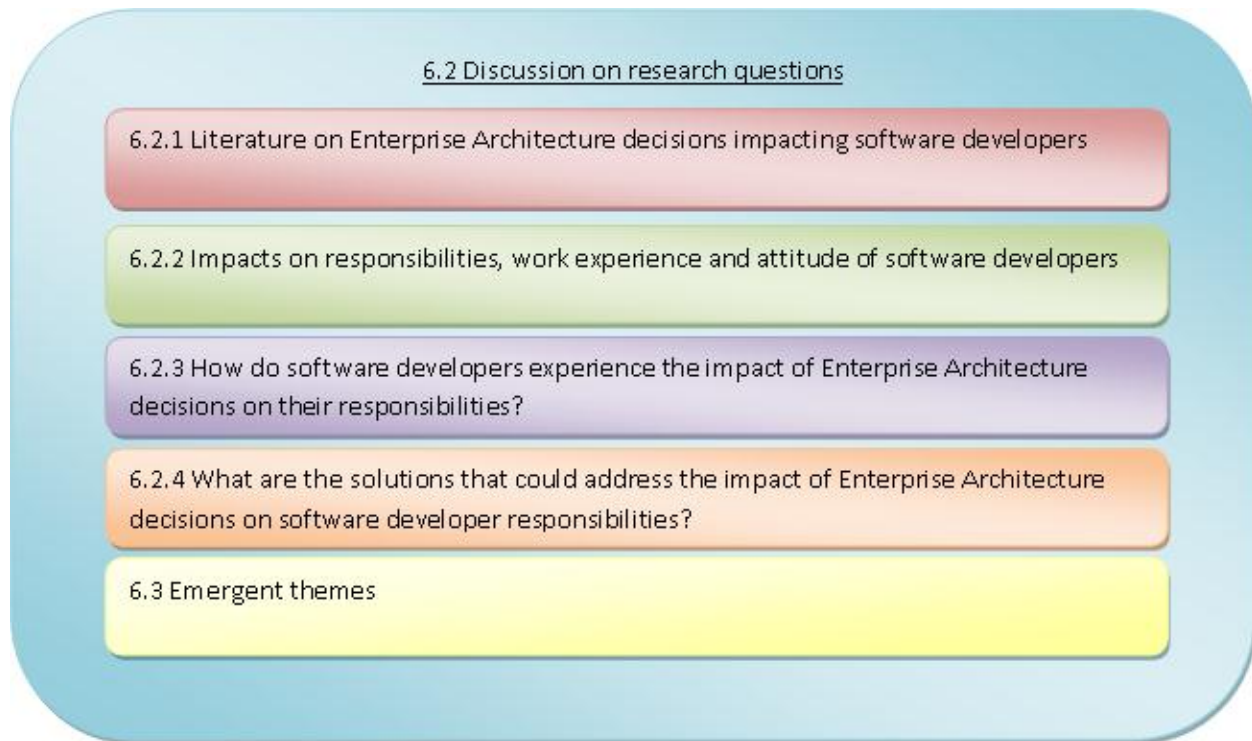 6.2 Discussion on research questions
6.2.1 Literature on Enterprise Architecture decisions impacting software developers
6.2.2 Impacts on responsibilities, work experience and attitude of software developers
6.2.3 How do software developers experience the impact of Enterprise Architecture
decisions on their responsibilities?
6.2.4 What are the solutions that could address the impact of Enterprise Architecture
decisions on software developer responsibilities?
6.3 Emergent themes